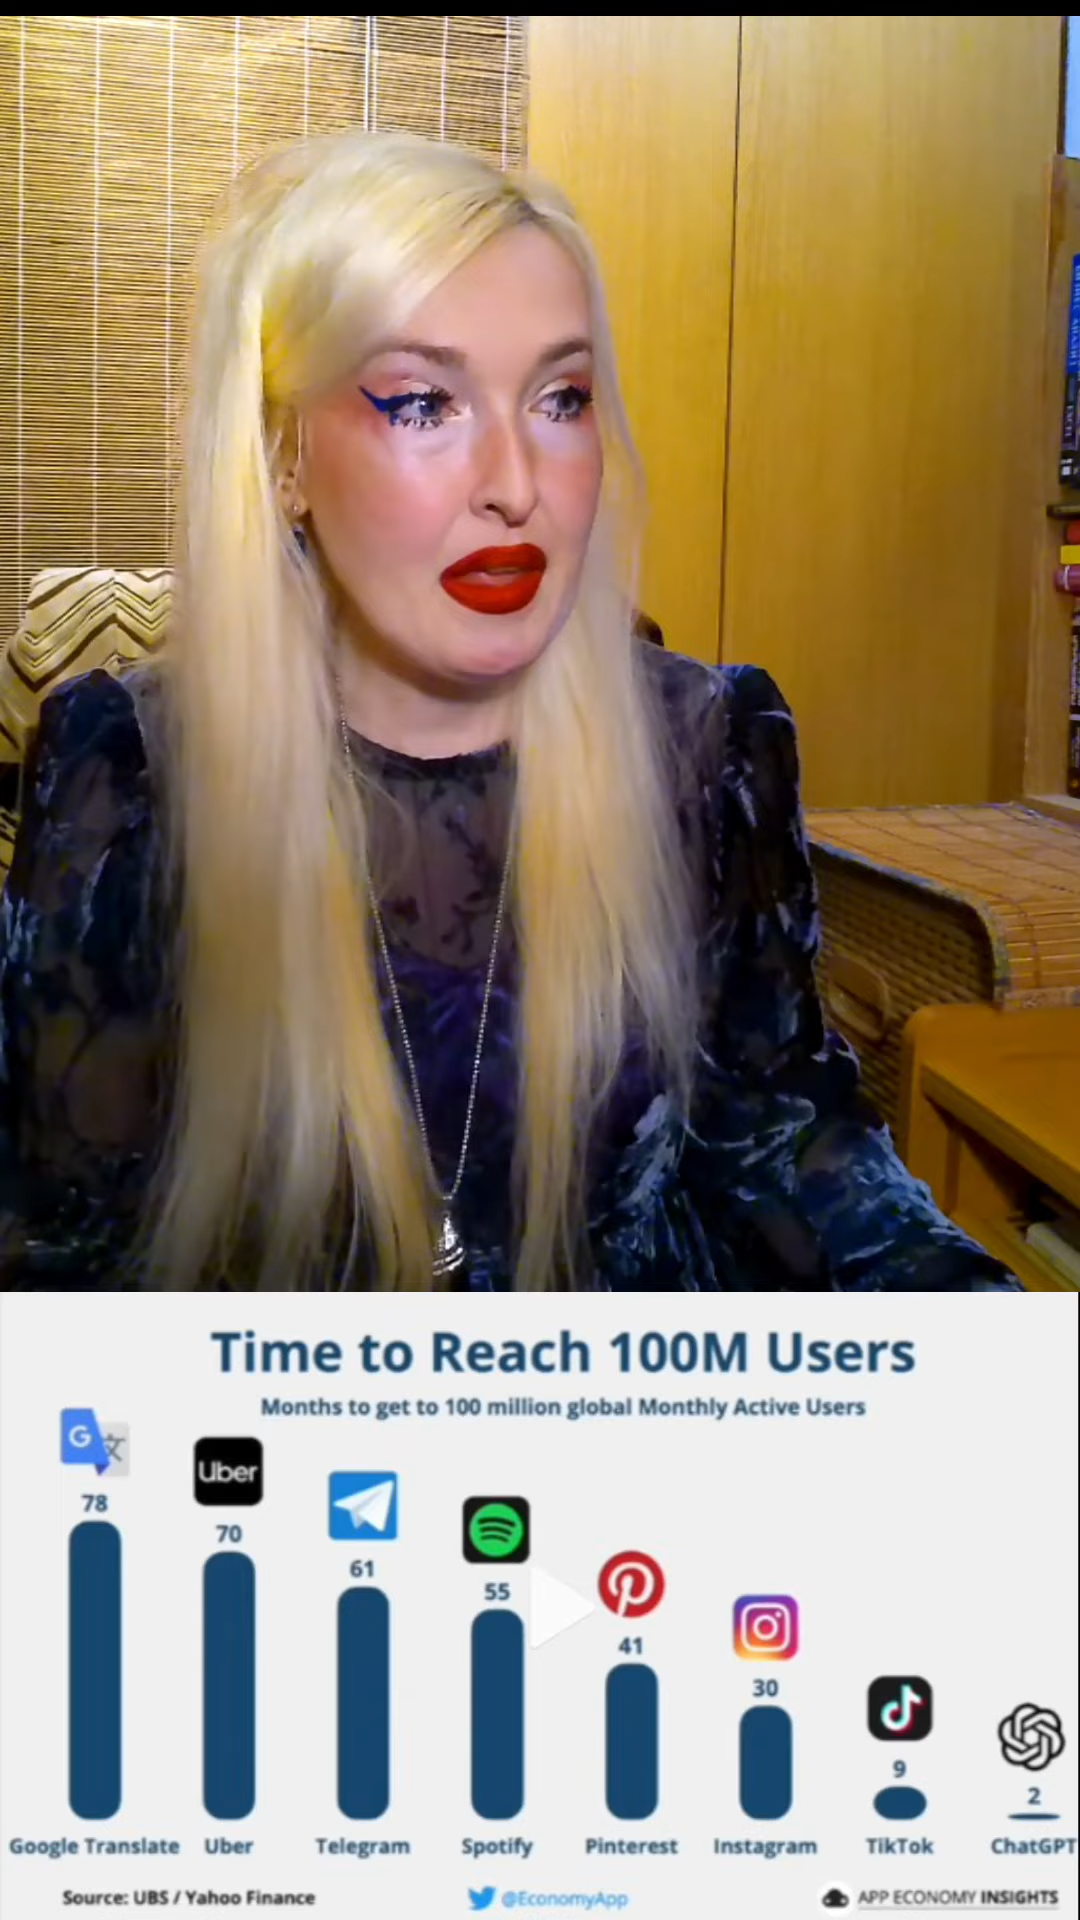 Time to Reach 100M Users
Months to get to 100 million global Monthly Active Users
G 文
Uber
78
70
61
55
41
30
9
2
Google Translate Uber Telegram Spotify Pinterest Instagram TikTok ChatGPT
Source: UBS / Yahoo Finance @EconomyApp APP ECONOMY INSIGHTS